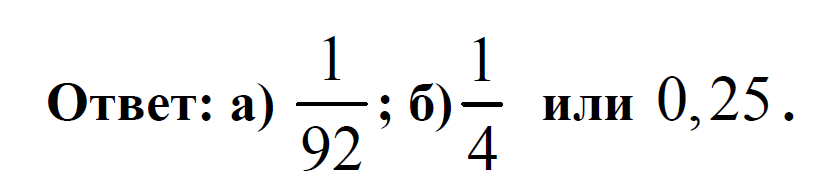 Ответ: а) 1/92; б) 1/4 или 0,25.